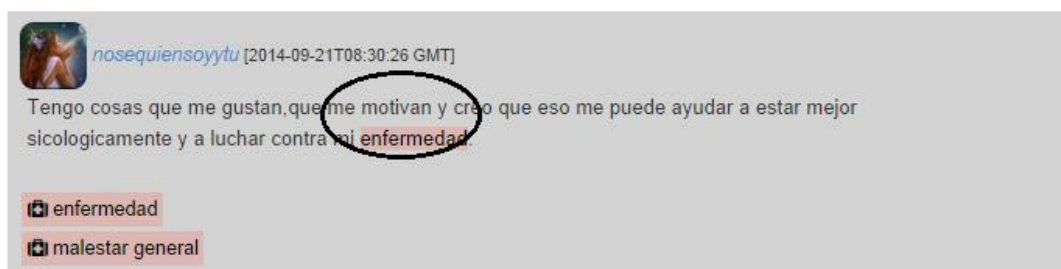 nosequiensoyytu [2014-09-21T08:30:26 GMT]
Tengo cosas que me gustan,que me motivan y creo que eso me puede ayudar a estar mejor
sicologicamente y a luchar contra mi enfermedad.
enfermedad
malestar general